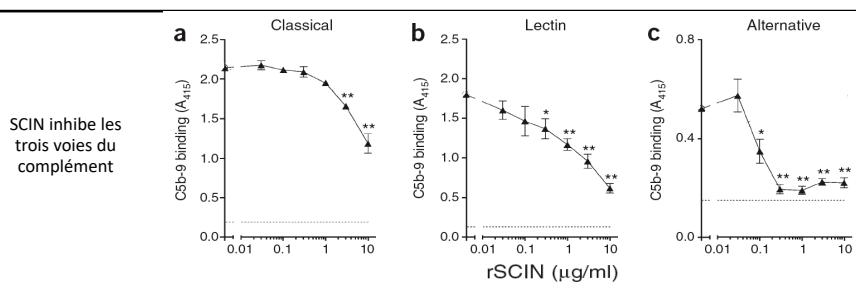 SCIN inhibe les
trois voies du
complément
a
Classical
C5b-9 binding (A415)
2.5
2.0
1.5
1.0
0.5
0.0
0.01 0.1 1 10
** **
b
Lectin
C5b-9 binding (A415)
2.5
2.0
1.5
1.0
0.5
0.0
0.01 0.1 1 10
* ** ** **
c
Alternative
C5b-9 binding (A415)
0.8
0.4
0.0
0.01 0.1 1 10
* ** ** ** **
rSCIN (μg/ml)